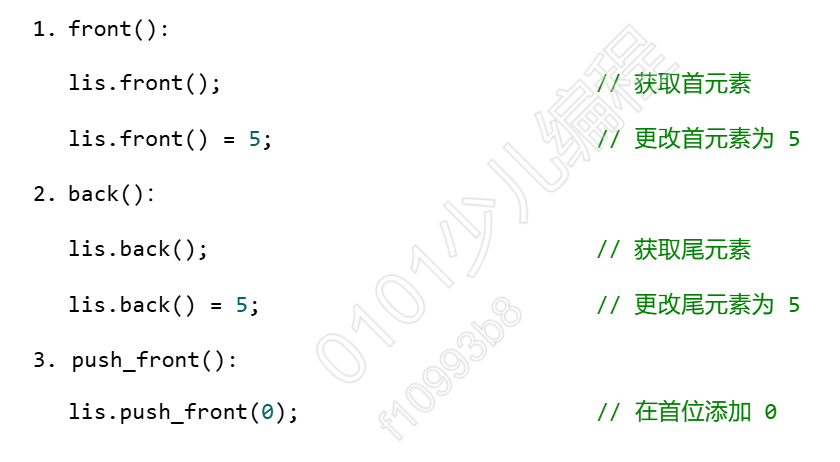 1. front():
lis.front(); // 获取首元素
lis.front() = 5; // 更改首元素为 5
2. back():
lis.back(); // 获取尾元素
lis.back() = 5; // 更改尾元素为 5
3. push_front():
lis.push_front(0); // 在首位添加 0
0101少儿编程
f10993b8